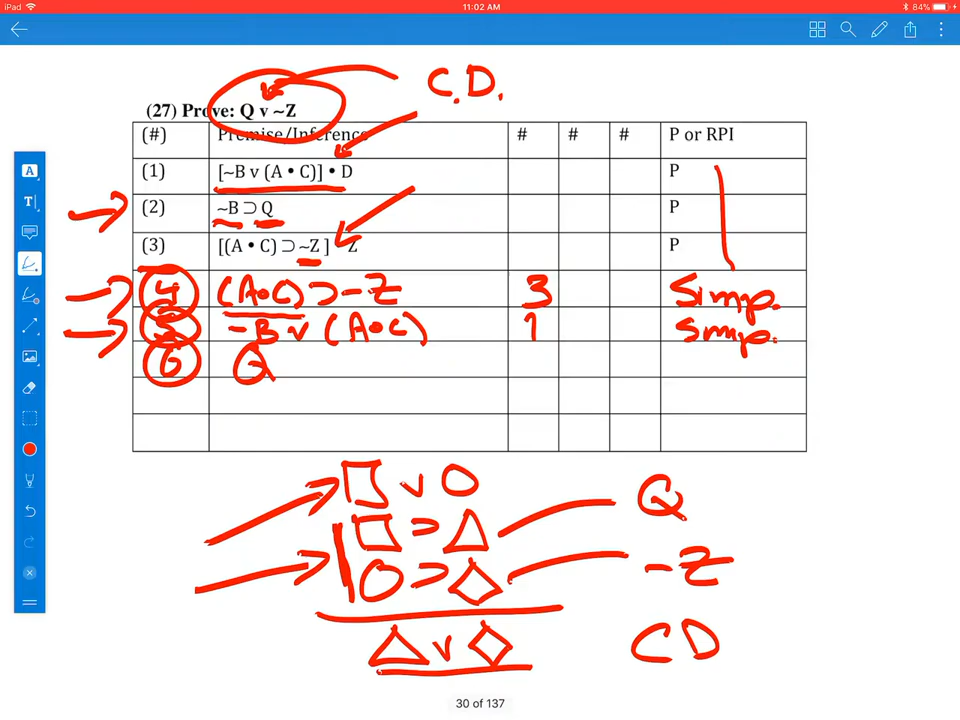 iPad 11:02 AM 84%
C.D.
(27) Prove: Q v ~Z
(#) Premise/Inference # # # P or RPI
(1) [~B v (A • C)] • D P
(2) ~B ⊃ Q P
(3) [(A • C) ⊃ ~Z ] Z P
4 (A•C)⊃~Z 3 Simp.
5 ~B v (A•C) 1 Simp.
6 Q
□ v ○
□ ⊃ △ Q
○ ⊃ ◇ ~Z
△ v ◇ CD
30 of 137